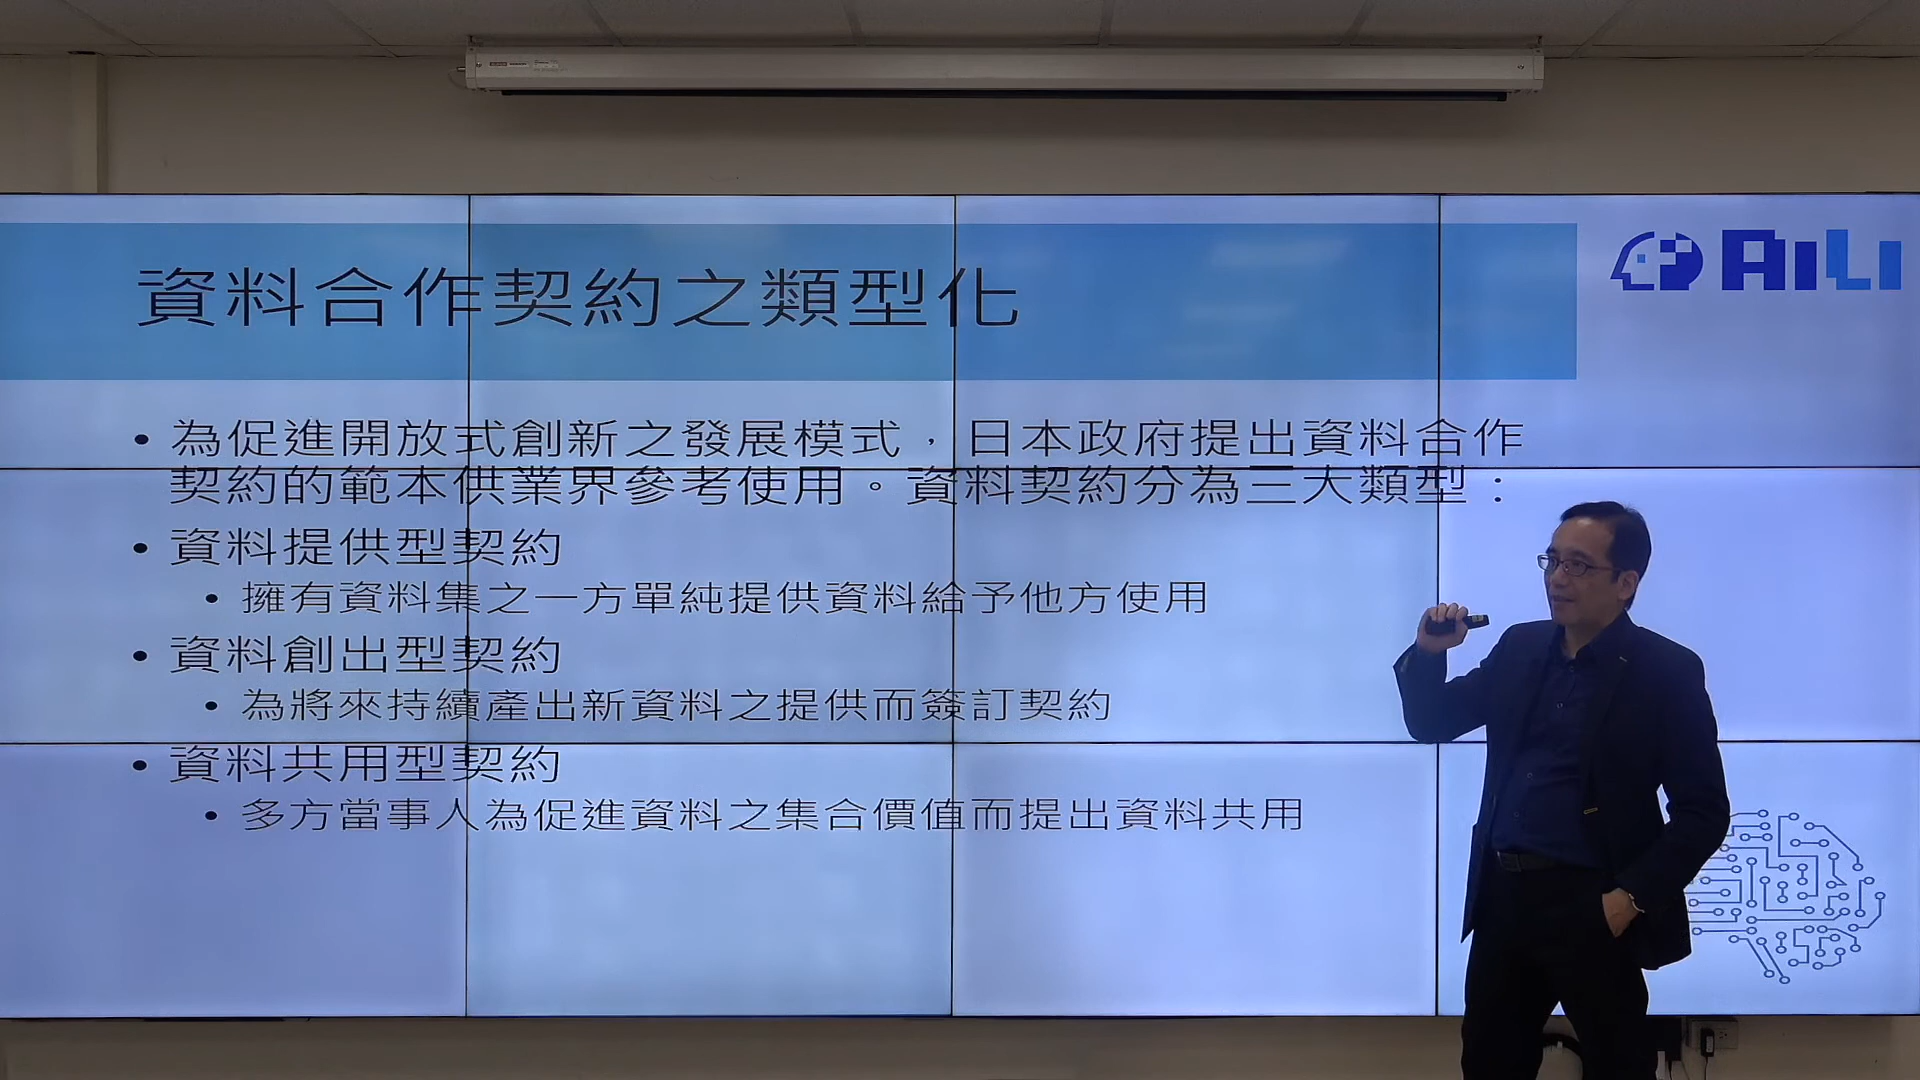 資料合作契約之類型化
AiLi
• 為促進開放式創新之發展模式，日本政府提出資料合作
契約的範本供業界參考使用。資料契約分為三大類型：
• 資料提供型契約
• 擁有資料集之一方單純提供資料給予他方使用
• 資料創出型契約
• 為將來持續產出新資料之提供而簽訂契約
• 資料共用型契約
• 多方當事人為促進資料之集合價值而提出資料共用